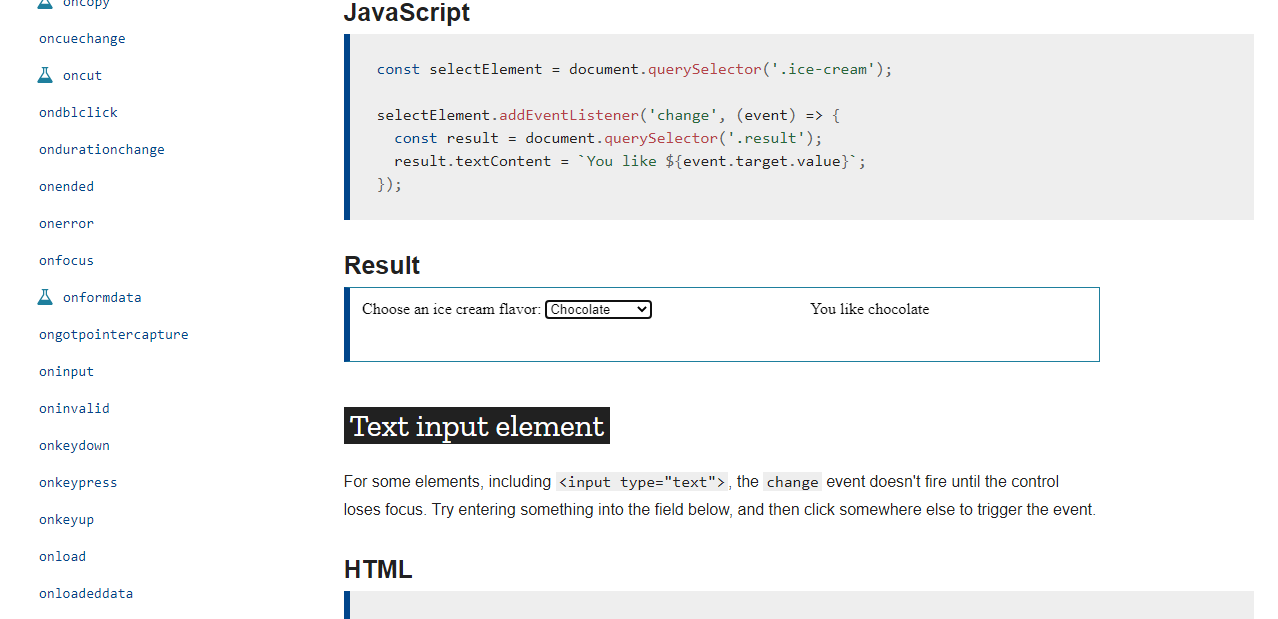 oncopy
oncuechange
oncut
ondblclick
ondurationchange
onended
onerror
onfocus
onformdata
ongotpointercapture
oninput
oninvalid
onkeydown
onkeypress
onkeyup
onload
onloadeddata
JavaScript
const selectElement = document.querySelector('.ice-cream');
selectElement.addEventListener('change', (event) => {
  const result = document.querySelector('.result');
  result.textContent = `You like ${event.target.value}`;
});
Result
Choose an ice cream flavor: Chocolate You like chocolate
Text input element
For some elements, including <input type="text">, the change event doesn't fire until the control
loses focus. Try entering something into the field below, and then click somewhere else to trigger the event.
HTML